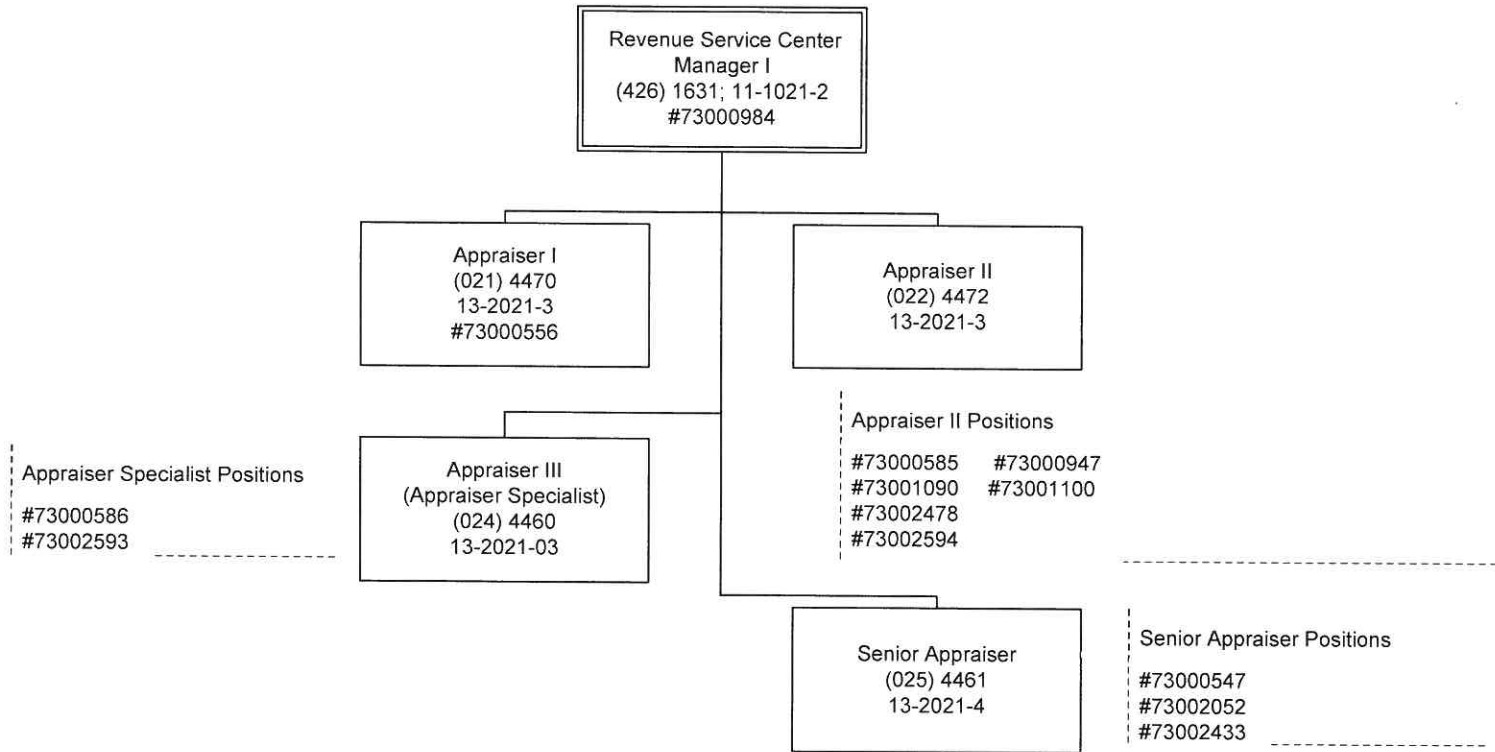 Revenue Service Center
Manager I
(426) 1631; 11-1021-2
#73000984
Appraiser I
(021) 4470
13-2021-3
#73000556
Appraiser II
(022) 4472
13-2021-3
Appraiser II Positions
#73000585 #73000947
#73001090 #73001100
#73002478
#73002594
Appraiser Specialist Positions
#73000586
#73002593
Appraiser III
(Appraiser Specialist)
(024) 4460
13-2021-03
Senior Appraiser
(025) 4461
13-2021-4
Senior Appraiser Positions
#73000547
#73002052
#73002433